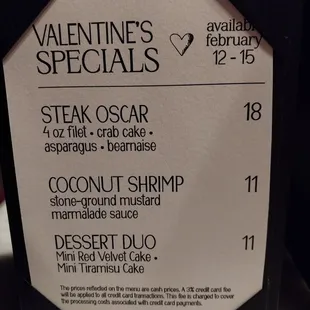 VALENTINE'S
SPECIALS
available
february
12 - 15
STEAK OSCAR 18
4 oz filet • crab cake •
asparagus • bearnaise
COCONUT SHRIMP 11
stone-ground mustard
marmalade sauce
DESSERT DUO 11
Mini Red Velvet Cake •
Mini Tiramisu Cake
The prices reflected on the menu are cash prices. A 3% credit card fee
will be applied to all credit card transactions. This fee is charged to cover
the processing costs associated with credit card payments.